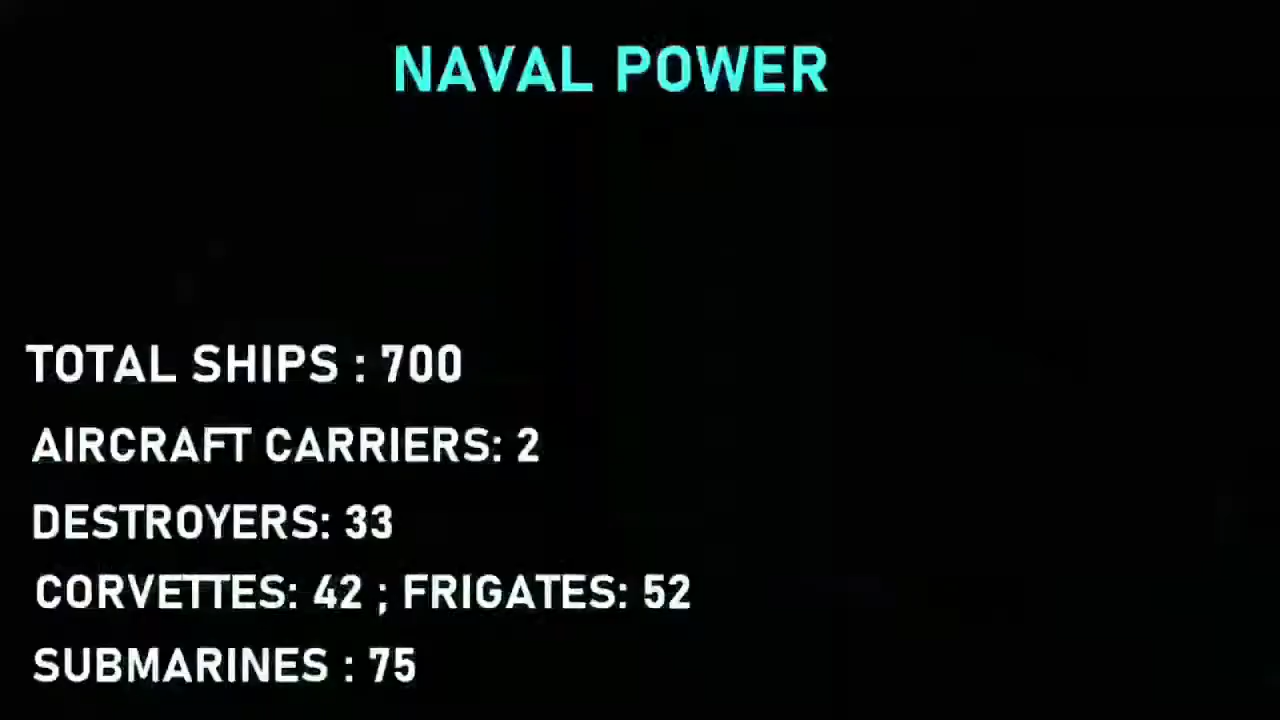 NAVAL POWER
TOTAL SHIPS : 700
AIRCRAFT CARRIERS: 2
DESTROYERS: 33
CORVETTES: 42 ; FRIGATES: 52
SUBMARINES : 75